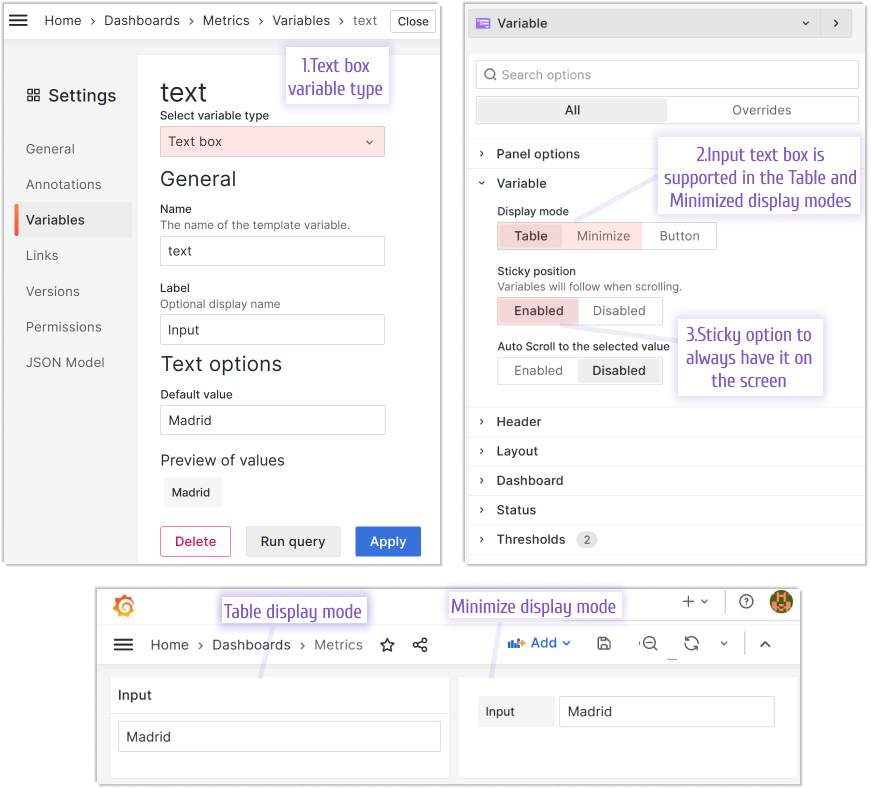 Home > Dashboards > Metrics > Variables > text
Close
1.Text box
variable type
Settings
General
Annotations
Variables
Links
Versions
Permissions
JSON Model
text
Select variable type
Text box
General
Name
The name of the template variable.
text
Label
Optional display name
Input
Text options
Default value
Madrid
Preview of values
Madrid
Delete
Run query
Apply
Variable
Search options
All
Overrides
Panel options
2.Input text box is
supported in the Table and
Minimized display modes
Variable
Display mode
Table
Minimize
Button
Sticky position
Variables will follow when scrolling.
Enabled
Disabled
3.Sticky option to
always have it on
the screen
Auto Scroll to the selected value
Enabled
Disabled
Header
Layout
Dashboard
Status
Thresholds 2
Table display mode
Minimize display mode
Home > Dashboards > Metrics
Add
Input
Madrid
Input
Madrid